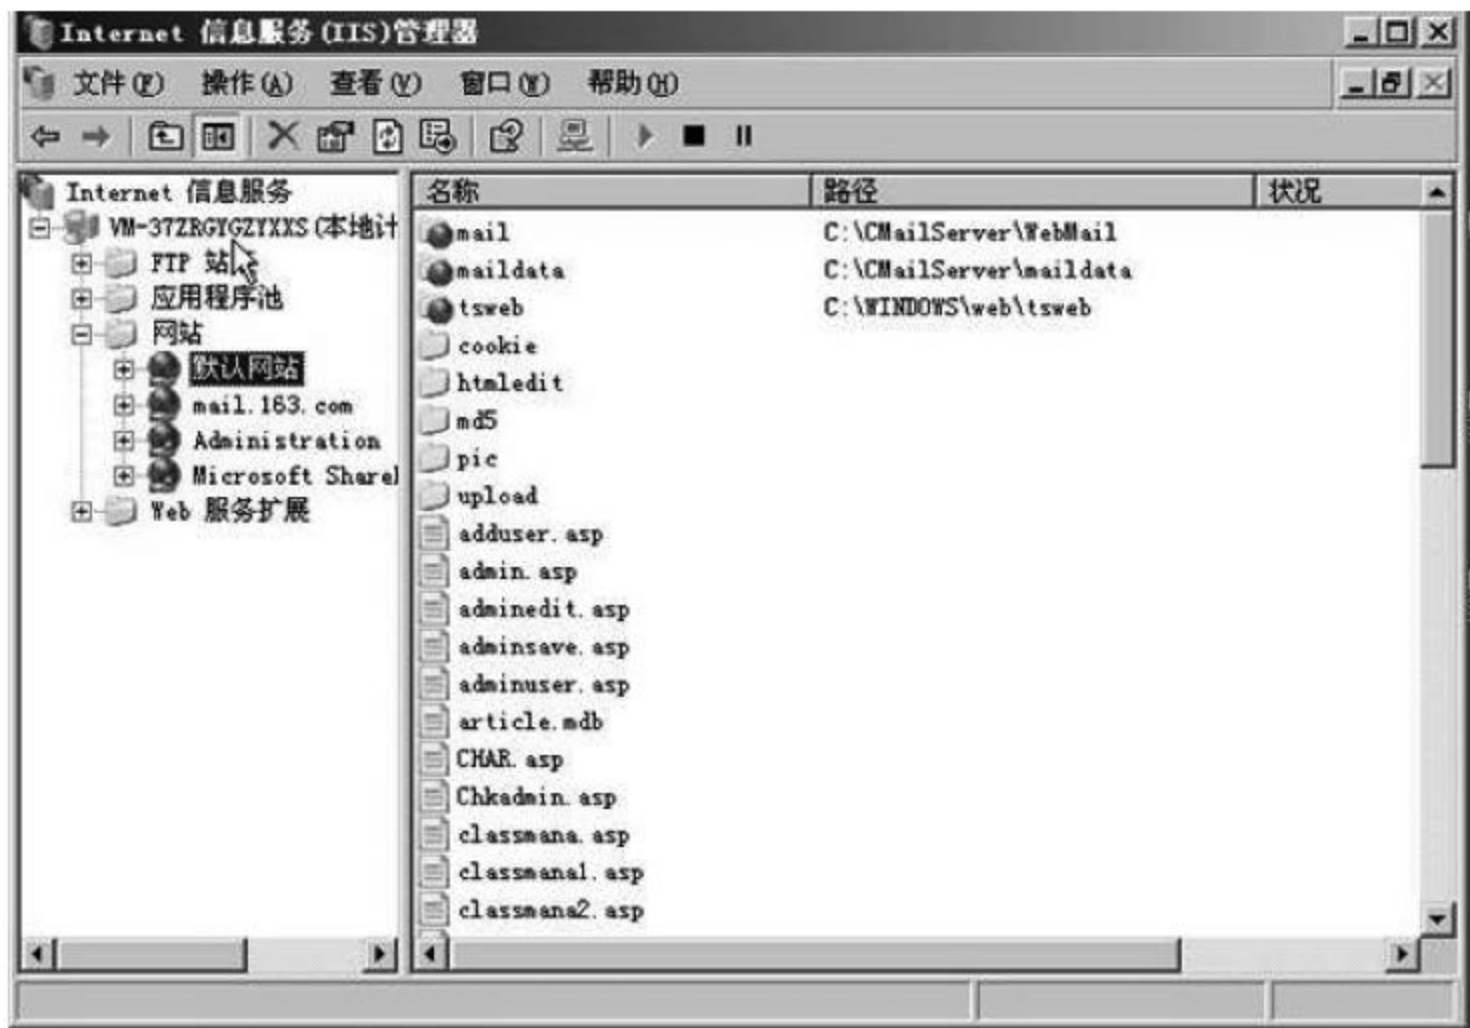 Internet 信息服务(IIS)管理器
文件(F) 操作(A) 查看(V) 窗口(W) 帮助(H)
Internet 信息服务
VM-37ZRGYGZYXXS(本地计
FTP 站
应用程序池
网站
默认网站
mail.163.com
Administration
Microsoft Share
Web 服务扩展
名称 路径 状况
mail C:\CMailServer\WebMail
maildata C:\CMailServer\maildata
tsweb C:\WINDOWS\web\tsweb
cookie
htmledit
md5
pic
upload
adduser.asp
admin.asp
adminedit.asp
adminsave.asp
adminuser.asp
article.mdb
CHAR.asp
Chkadmin.asp
classmana.asp
classmana1.asp
classmana2.asp